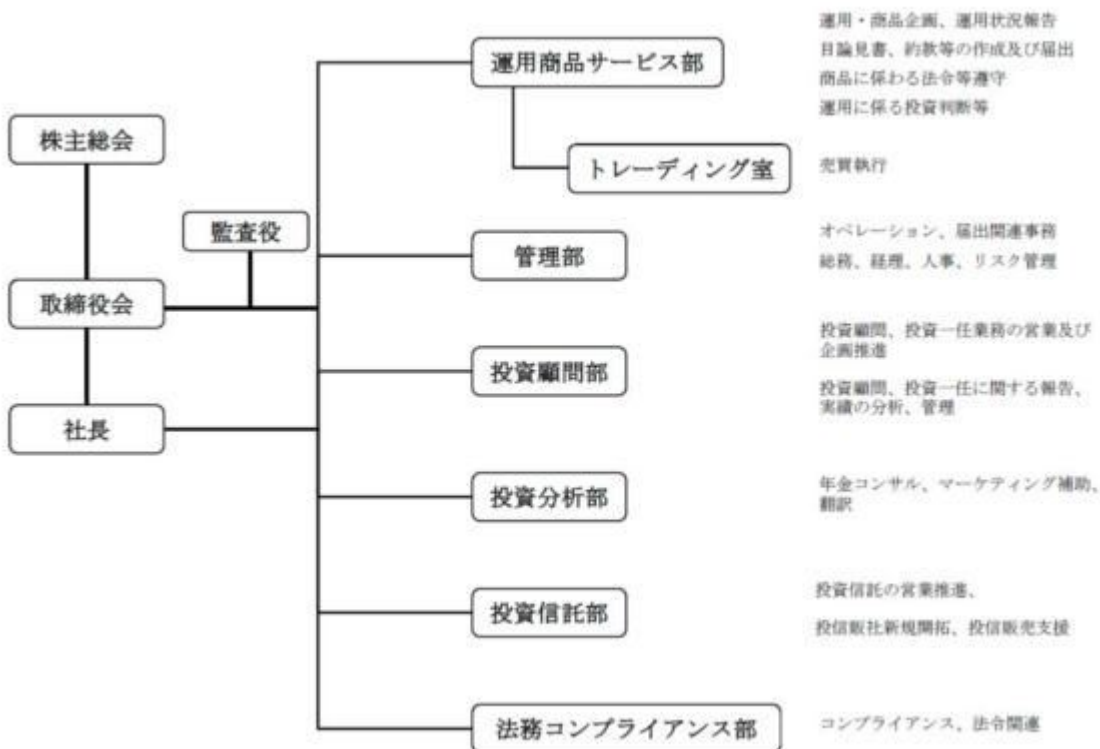 株主総会
取締役会
社長
監査役
運用商品サービス部
運用・商品企画、運用状況報告
目論見書、約款等の作成及び届出
商品に係わる法令等遵守
運用に係る投資判断等
トレーディング室
売買執行
管理部
オペレーション、届出関連事務
総務、経理、人事、リスク管理
投資顧問部
投資顧問、投資一任業務の営業及び
企画推進
投資顧問、投資一任に関する報告、
実績の分析、管理
投資分析部
年金コンサル、マーケティング補助、
翻訳
投資信託部
投資信託の営業推進、
投信販社新規開拓、投信販売支援
法務コンプライアンス部
コンプライアンス、法令関連